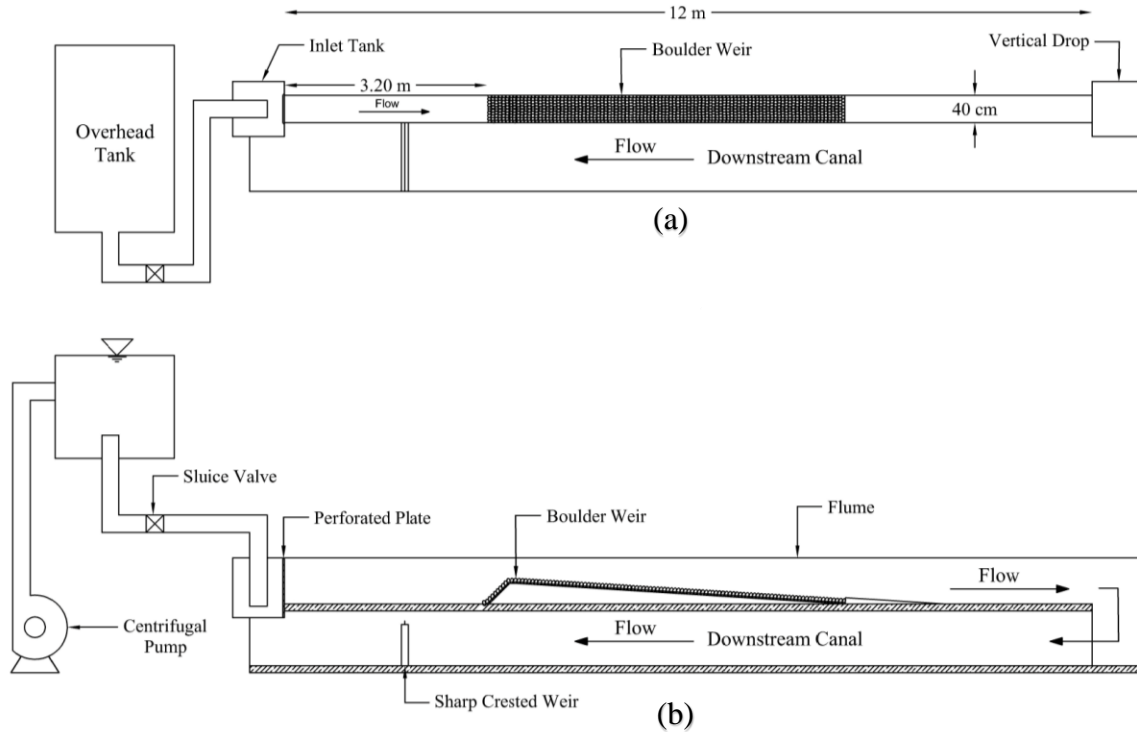 12 m
Inlet Tank
Boulder Weir
Vertical Drop
3.20 m
Flow
40 cm
Overhead
Tank
Flow
Downstream Canal
(a)
Sluice Valve
Perforated Plate
Boulder Weir
Flume
Flow
Centrifugal
Pump
Flow
Downstream Canal
Sharp Crested Weir
(b)